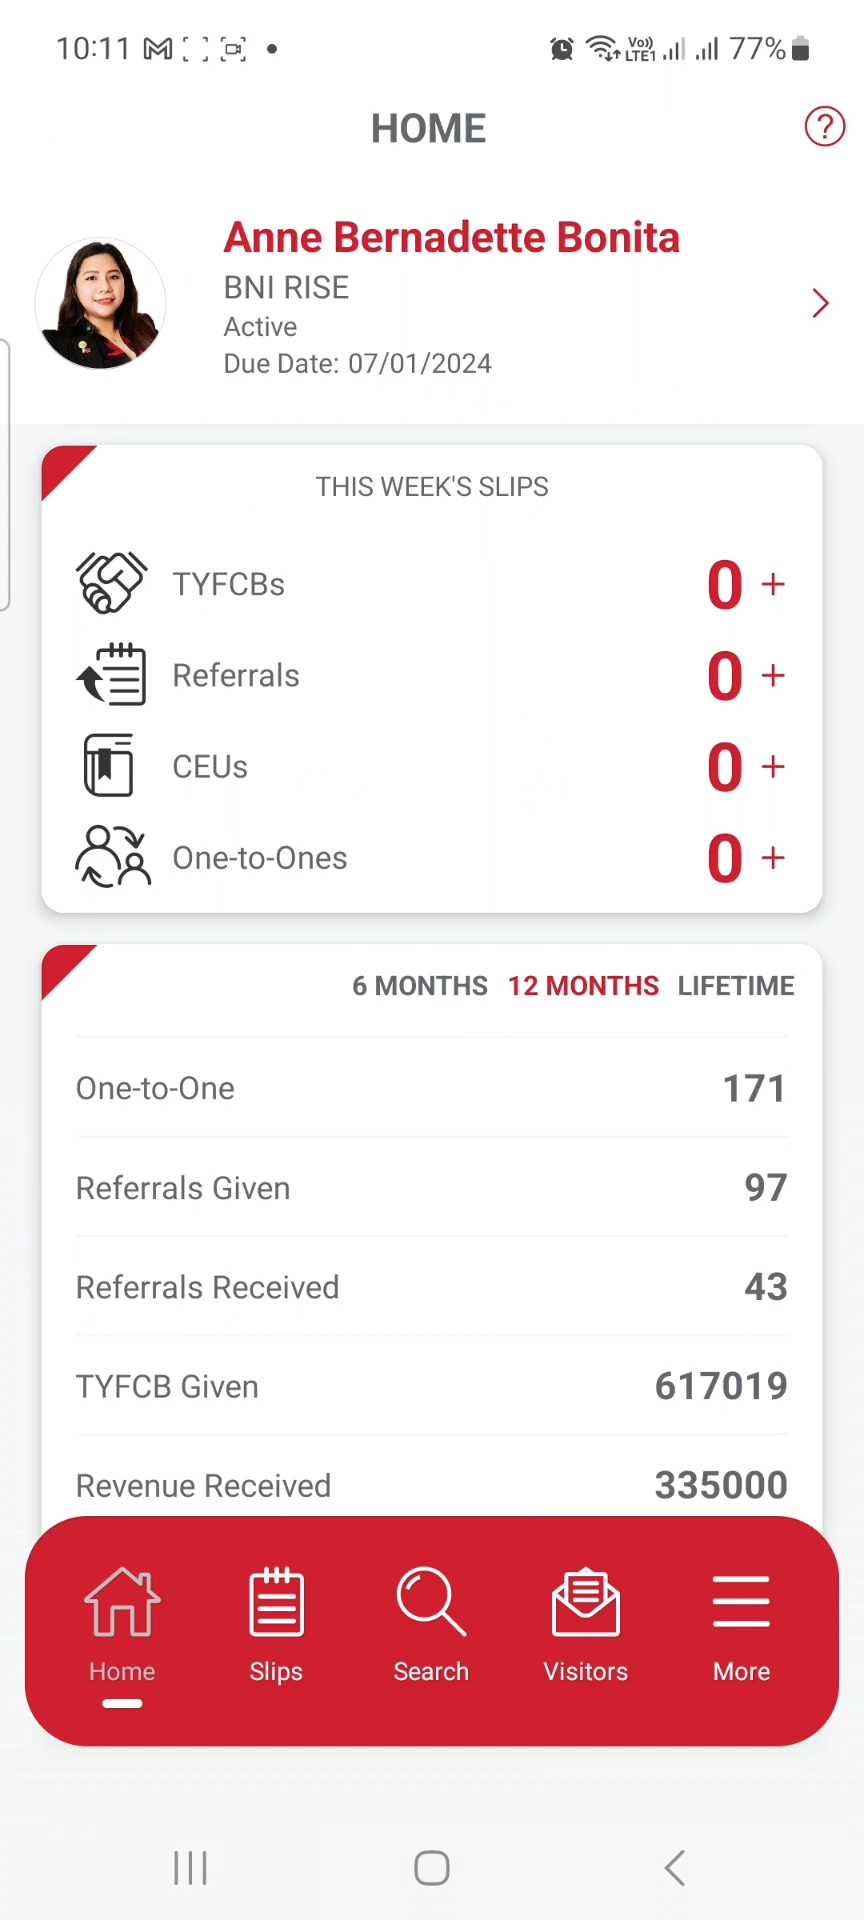 10:11 Vo)) LTE1 77%
HOME
?
Anne Bernadette Bonita
BNI RISE
Active
Due Date: 07/01/2024
THIS WEEK'S SLIPS
TYFCBs 0 +
Referrals 0 +
CEUs 0 +
One-to-Ones 0 +
6 MONTHS 12 MONTHS LIFETIME
One-to-One 171
Referrals Given 97
Referrals Received 43
TYFCB Given 617019
Revenue Received 335000
Home Slips Search Visitors More